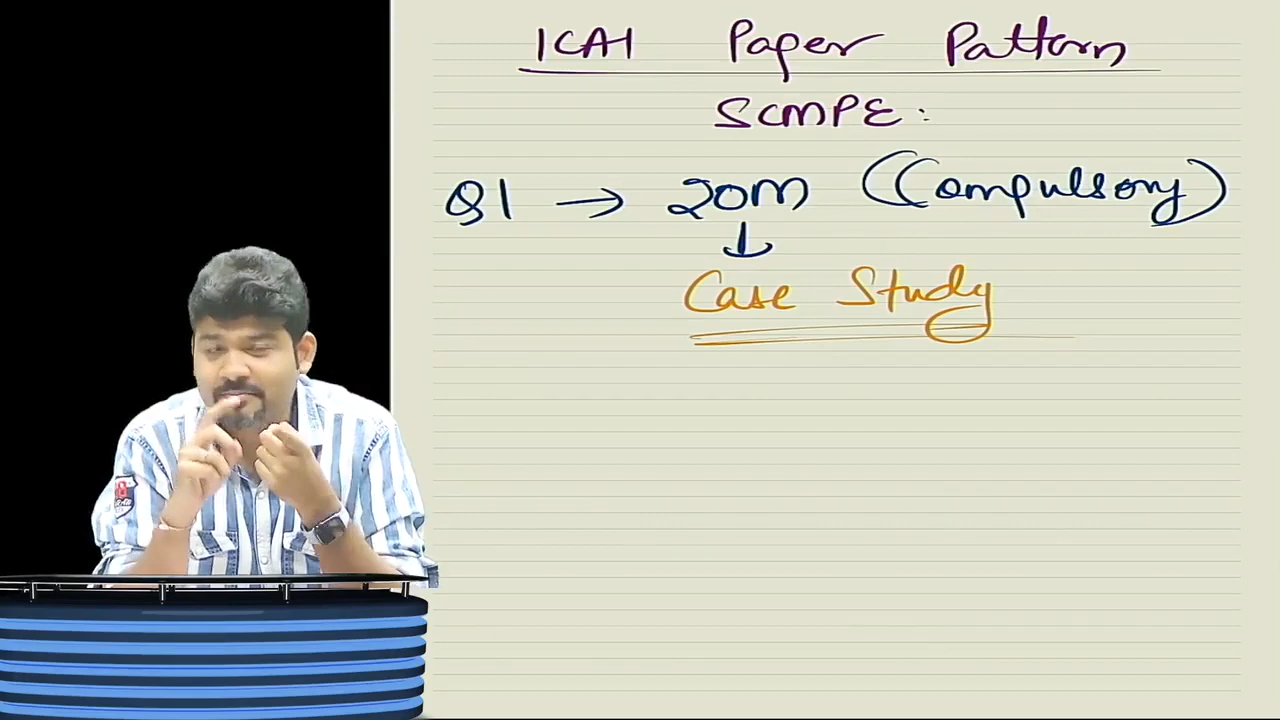 ICAI Paper Pattern
SCMPE:
Q1 → 20M (Compulsory)
↓
Case Study